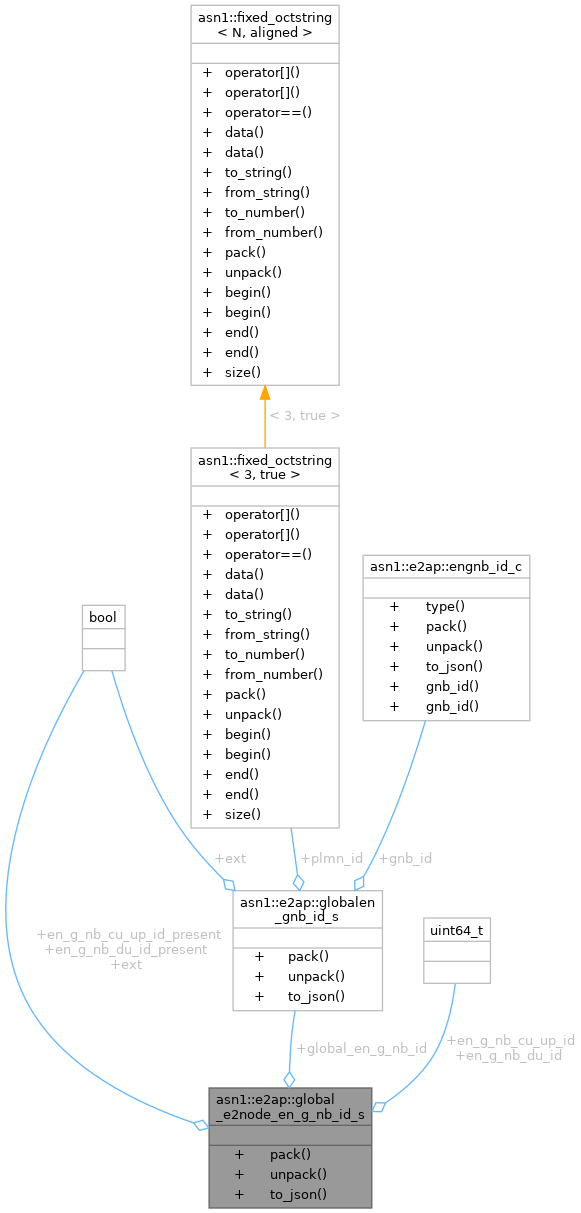 asn1::fixed_octstring
< N, aligned >
+ operator[]()
+ operator[]()
+ operator==()
+ data()
+ data()
+ to_string()
+ from_string()
+ to_number()
+ from_number()
+ pack()
+ unpack()
+ begin()
+ begin()
+ end()
+ end()
+ size()
< 3, true >
asn1::fixed_octstring
< 3, true >
+ operator[]()
+ operator[]()
+ operator==()
+ data()
+ data()
+ to_string()
+ from_string()
+ to_number()
+ from_number()
+ pack()
+ unpack()
+ begin()
+ begin()
+ end()
+ end()
+ size()
asn1::e2ap::engnb_id_c
+ type()
+ pack()
+ unpack()
+ to_json()
+ gnb_id()
+ gnb_id()
bool
+ext
+plmn_id
+gnb_id
asn1::e2ap::globalen
_gnb_id_s
+ pack()
+ unpack()
+ to_json()
uint64_t
+en_g_nb_cu_up_id_present
+en_g_nb_du_id_present
+ext
+global_en_g_nb_id
+en_g_nb_cu_up_id
+en_g_nb_du_id
asn1::e2ap::global
_e2node_en_g_nb_id_s
+ pack()
+ unpack()
+ to_json()